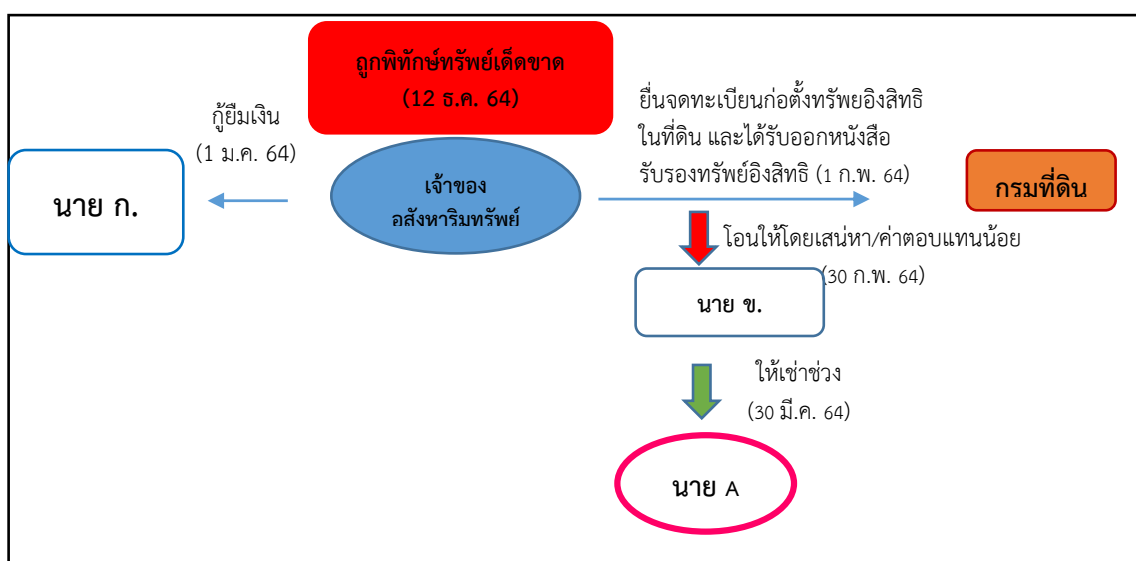 ถูกพิทักษ์ทรัพย์เด็ดขาด
(12 ธ.ค. 64)
กู้ยืมเงิน
(1 ม.ค. 64)
นาย ก.
เจ้าของ
อสังหาริมทรัพย์
ยื่นจดทะเบียนก่อตั้งทรัพยอิงสิทธิ
ในที่ดิน และได้รับออกหนังสือ
รับรองทรัพย์อิงสิทธิ (1 ก.พ. 64)
กรมที่ดิน
โอนให้โดยเสน่หา/ค่าตอบแทนน้อย
(30 ก.พ. 64)
นาย ข.
ให้เช่าช่วง
(30 มี.ค. 64)
นาย A